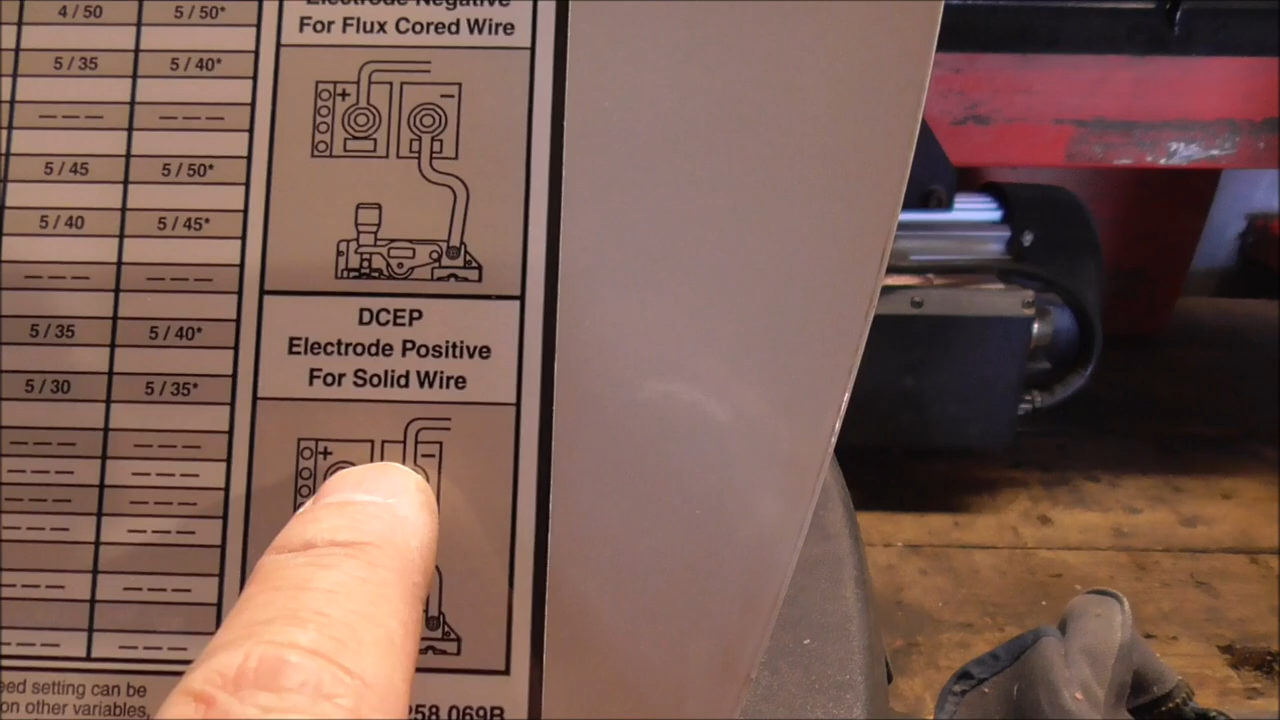 4 / 50 5 / 50*
5 / 35 5 / 40*
— — — — — —
5 / 45 5 / 50*
5 / 40 5 / 45*
— — — — — —
5 / 35 5 / 40*
5 / 30 5 / 35*
— — — — — —
— — — — — —
— — — — — —
— — — — — —
— — — — — —
— — — — — —
eed setting can be
on other variables,
Electrode Negative
For Flux Cored Wire
+ −
DCEP
Electrode Positive
For Solid Wire
+ −
258 069B